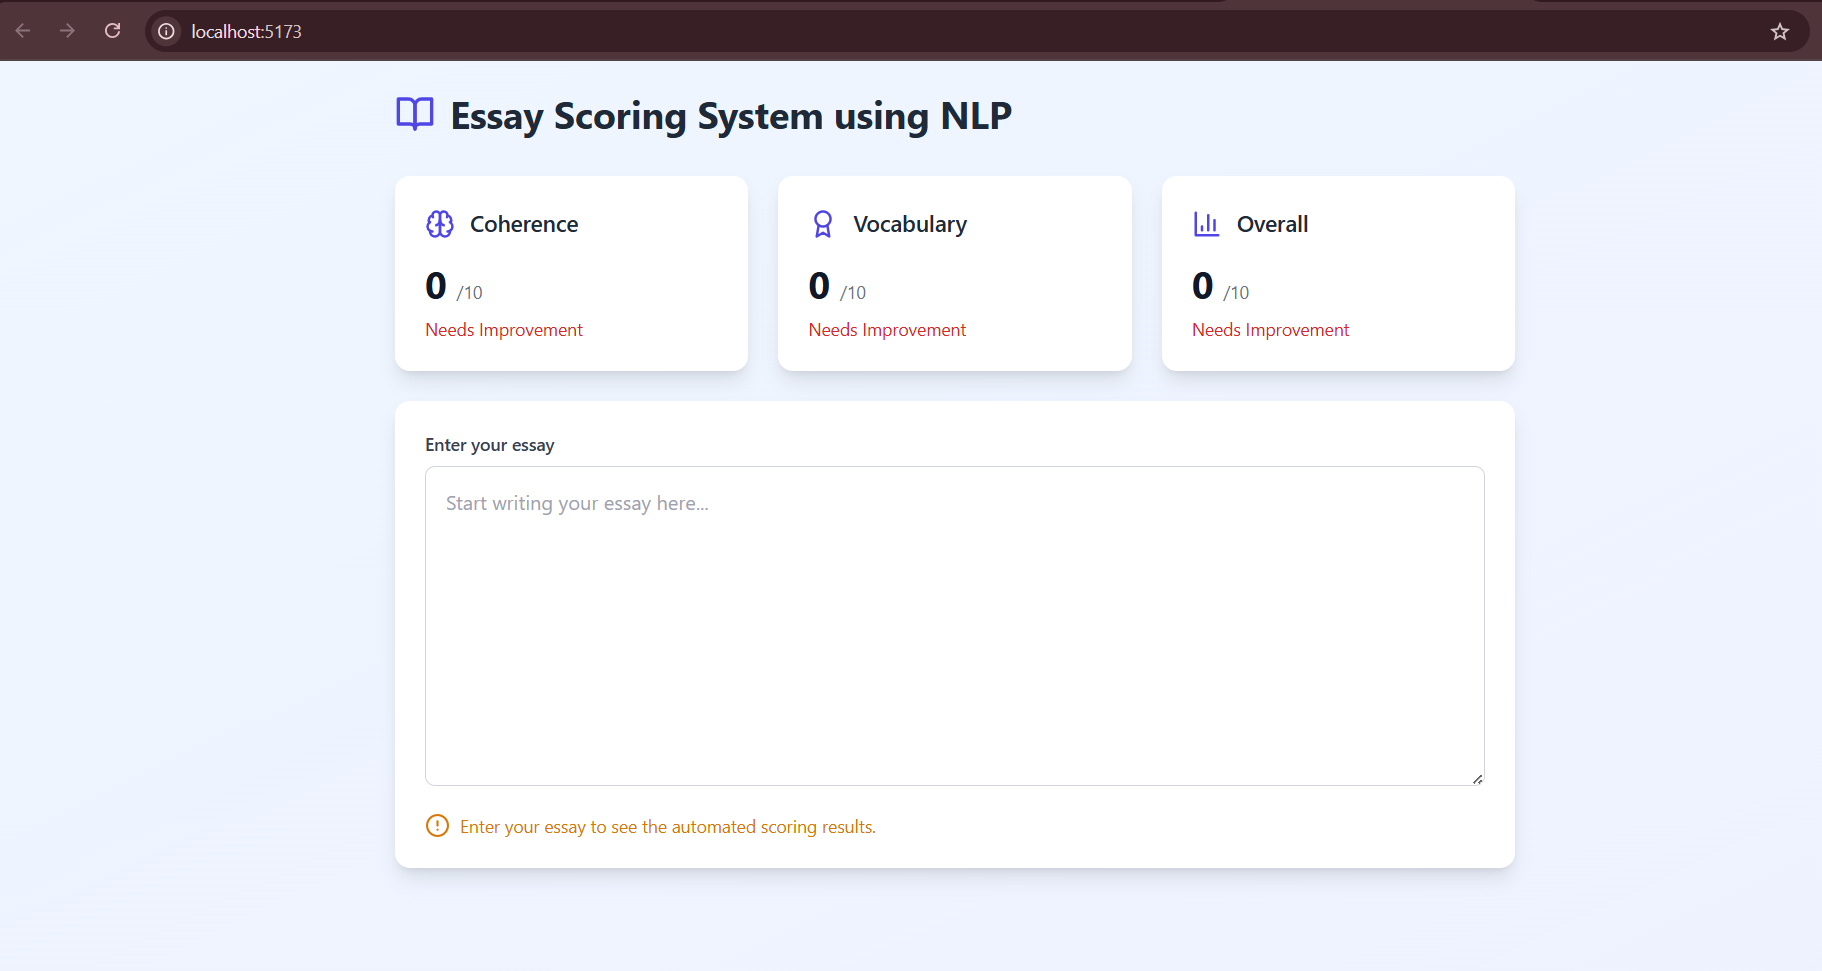 localhost:5173
Essay Scoring System using NLP
Coherence
0 /10
Needs Improvement
Vocabulary
0 /10
Needs Improvement
Overall
0 /10
Needs Improvement
Enter your essay
Start writing your essay here...
Enter your essay to see the automated scoring results.